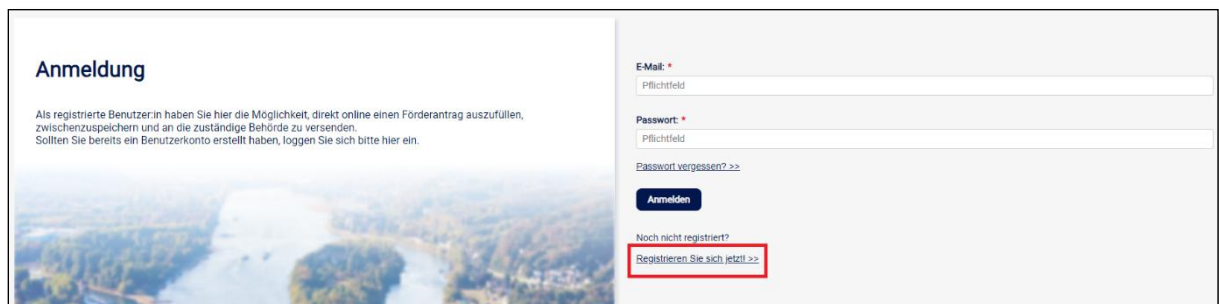 Anmeldung
Als registrierte Benutzer:in haben Sie hier die Möglichkeit, direkt online einen Förderantrag auszufüllen,
zwischenzuspeichern und an die zuständige Behörde zu versenden.
Sollten Sie bereits ein Benutzerkonto erstellt haben, loggen Sie sich bitte hier ein.
E-Mail: *
Pflichtfeld
Passwort: *
Pflichtfeld
Passwort vergessen? >>
Anmelden
Noch nicht registriert?
Registrieren Sie sich jetzt! >>